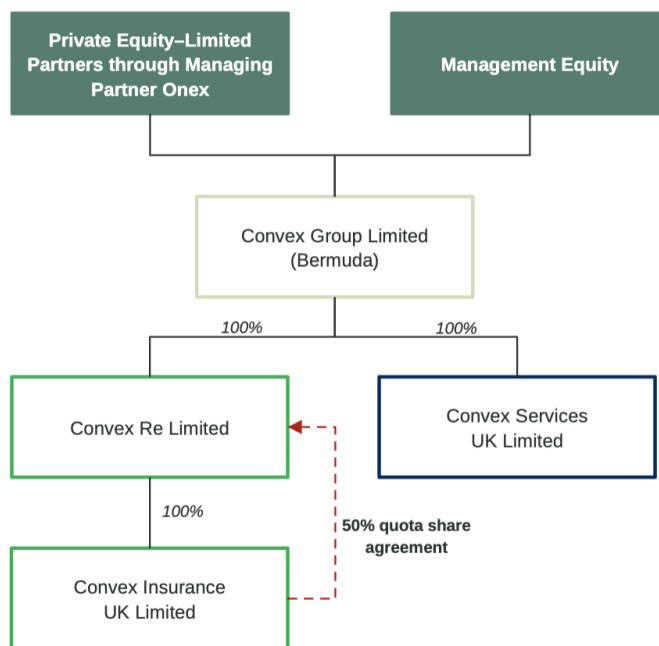 Private Equity–Limited
Partners through Managing
Partner Onex
Management Equity
Convex Group Limited
(Bermuda)
100%
100%
Convex Re Limited
Convex Services
UK Limited
100%
50% quota share
agreement
Convex Insurance
UK Limited